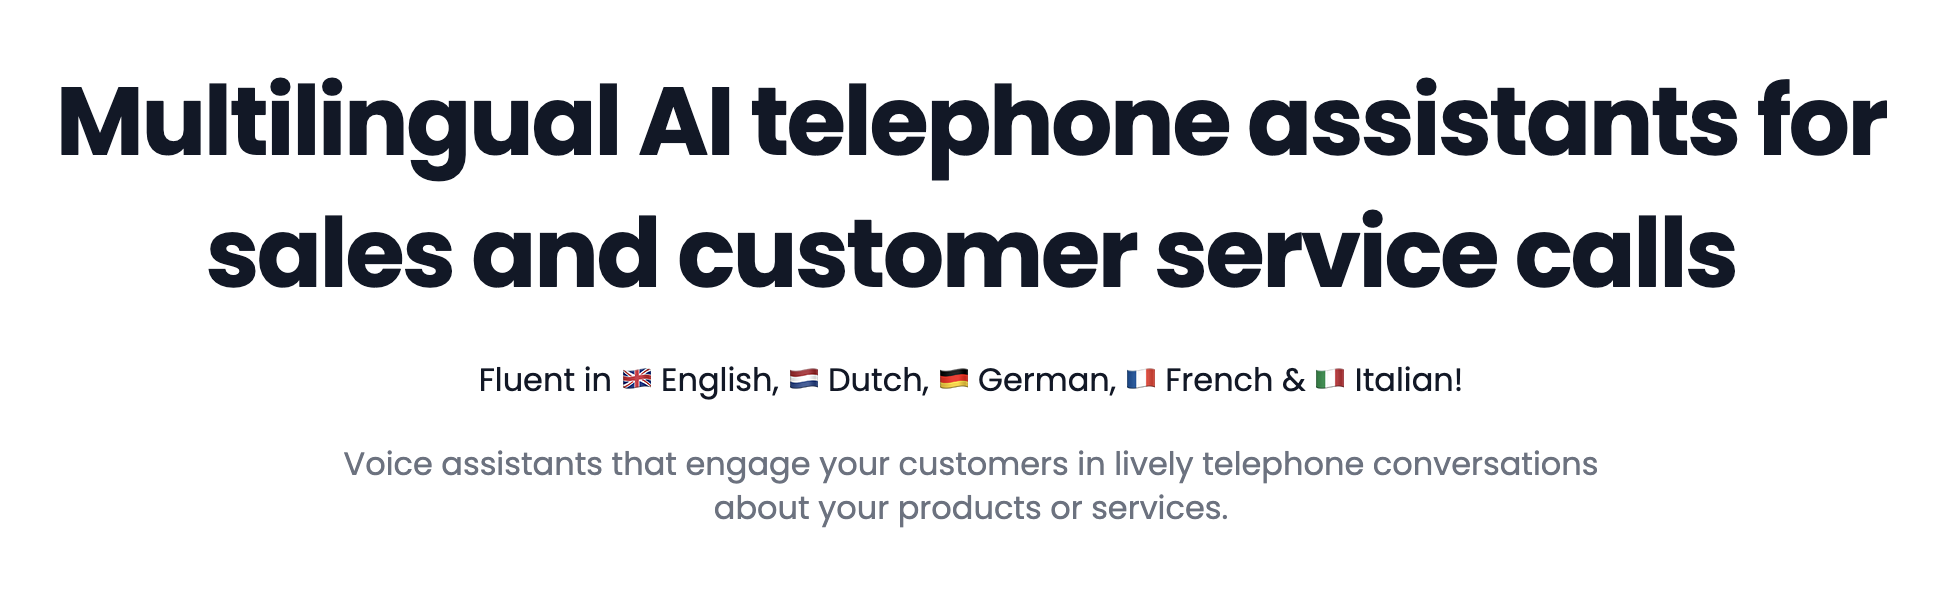 Multilingual AI telephone assistants for
sales and customer service calls
Fluent in 🇬🇧 English, 🇳🇱 Dutch, 🇩🇪 German, 🇫🇷 French & 🇮🇹 Italian!
Voice assistants that engage your customers in lively telephone conversations
about your products or services.